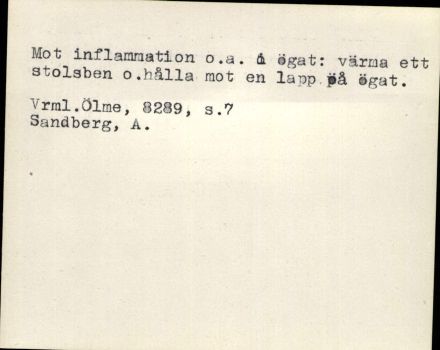 Mot inflammation o.a. i ögat: värma ett
stolsben o.hålla mot en lapp på ögat.
Vrml.Ölme, 8289, s.7
Sandberg, A.